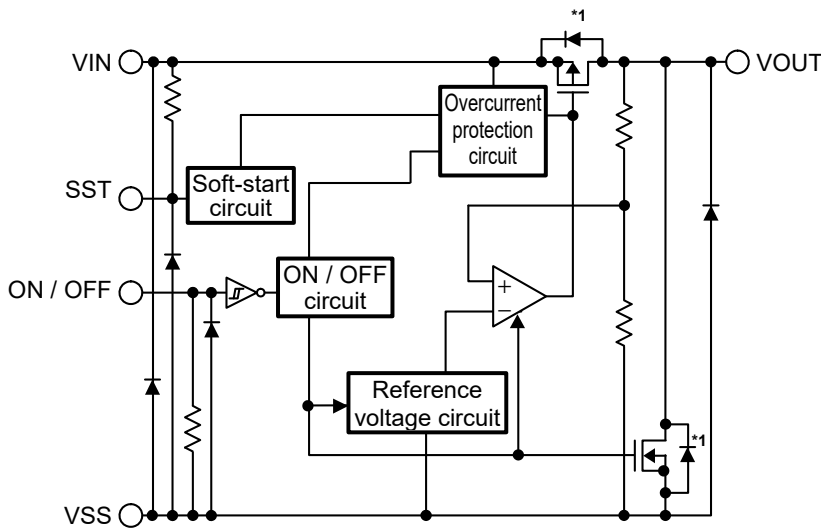 *1
VIN
VOUT
Overcurrent
protection
circuit
SST
Soft-start
circuit
ON / OFF
ON / OFF
circuit
+
−
Reference
voltage circuit
*1
VSS